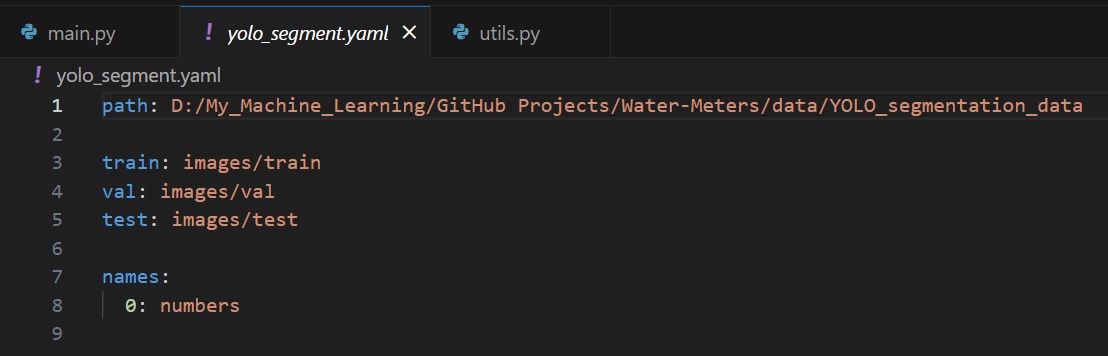 main.py
yolo_segment.yaml
utils.py
yolo_segment.yaml
1 path: D:/My_Machine_Learning/GitHub Projects/Water-Meters/data/YOLO_segmentation_data
2
3 train: images/train
4 val: images/val
5 test: images/test
6
7 names:
8   0: numbers
9